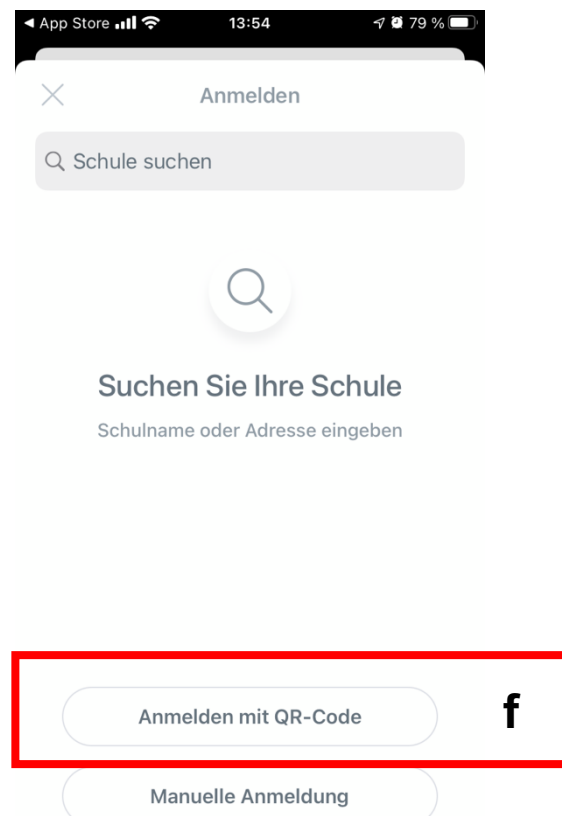 App Store 13:54 79 %
Anmelden
Schule suchen
Suchen Sie Ihre Schule
Schulname oder Adresse eingeben
Anmelden mit QR-Code f
Manuelle Anmeldung